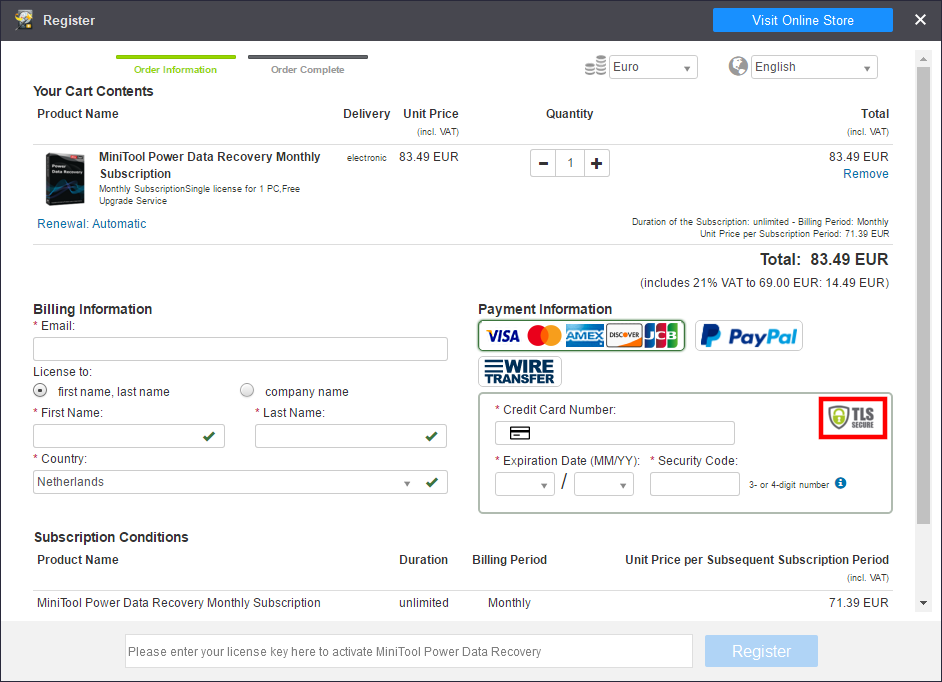 Register
Visit Online Store
Order Information
Order Complete
Euro
English
Your Cart Contents
Product Name Delivery Unit Price Quantity Total
(incl. VAT) (incl. VAT)
MiniTool Power Data Recovery Monthly electronic 83.49 EUR 1 83.49 EUR
Subscription Remove
Monthly SubscriptionSingle license for 1 PC,Free
Upgrade Service
Power
Data Recovery
Renewal: Automatic
Duration of the Subscription: unlimited - Billing Period: Monthly
Unit Price per Subscription Period: 71.39 EUR
Total: 83.49 EUR
(includes 21% VAT to 69.00 EUR: 14.49 EUR)
Billing Information
* Email:
License to:
first name, last name company name
* First Name: * Last Name:
* Country:
Netherlands
Payment Information
VISA AMEX DISCOVER JCB PayPal
WIRE
TRANSFER
* Credit Card Number:
TLS
SECURE
* Expiration Date (MM/YY): * Security Code:
/ 3- or 4-digit number
Subscription Conditions
Product Name Duration Billing Period Unit Price per Subsequent Subscription Period
(incl. VAT)
MiniTool Power Data Recovery Monthly Subscription unlimited Monthly 71.39 EUR
Please enter your license key here to activate MiniTool Power Data Recovery
Register